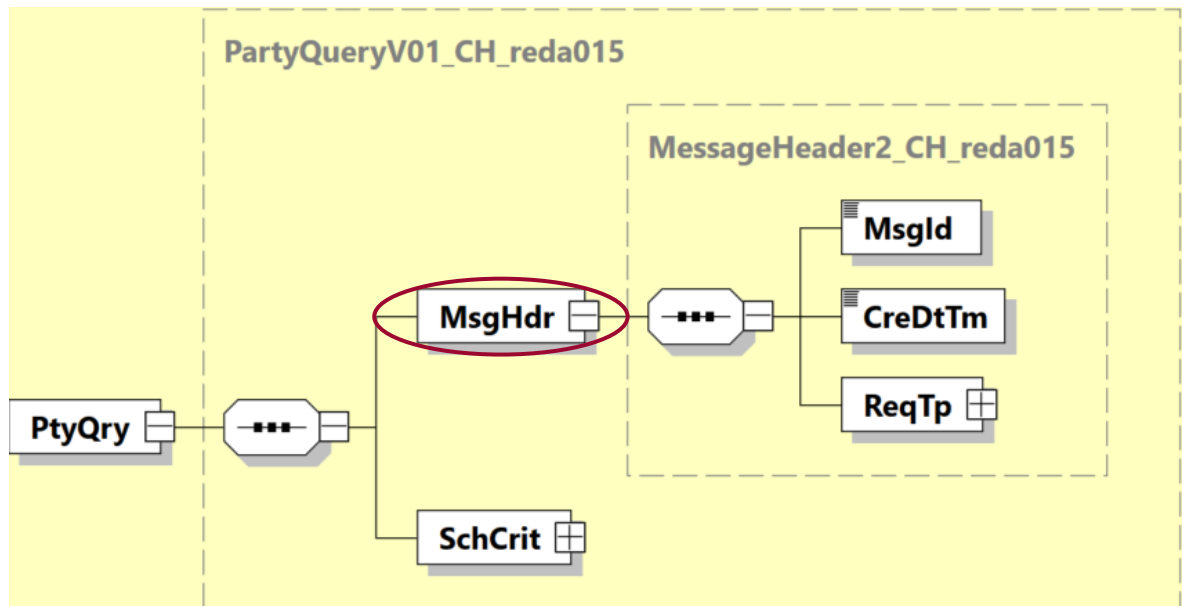 PartyQueryV01_CH_reda015
MessageHeader2_CH_reda015
MsgId
MsgHdr
CreDtTm
ReqTp
PtyQry
SchCrit